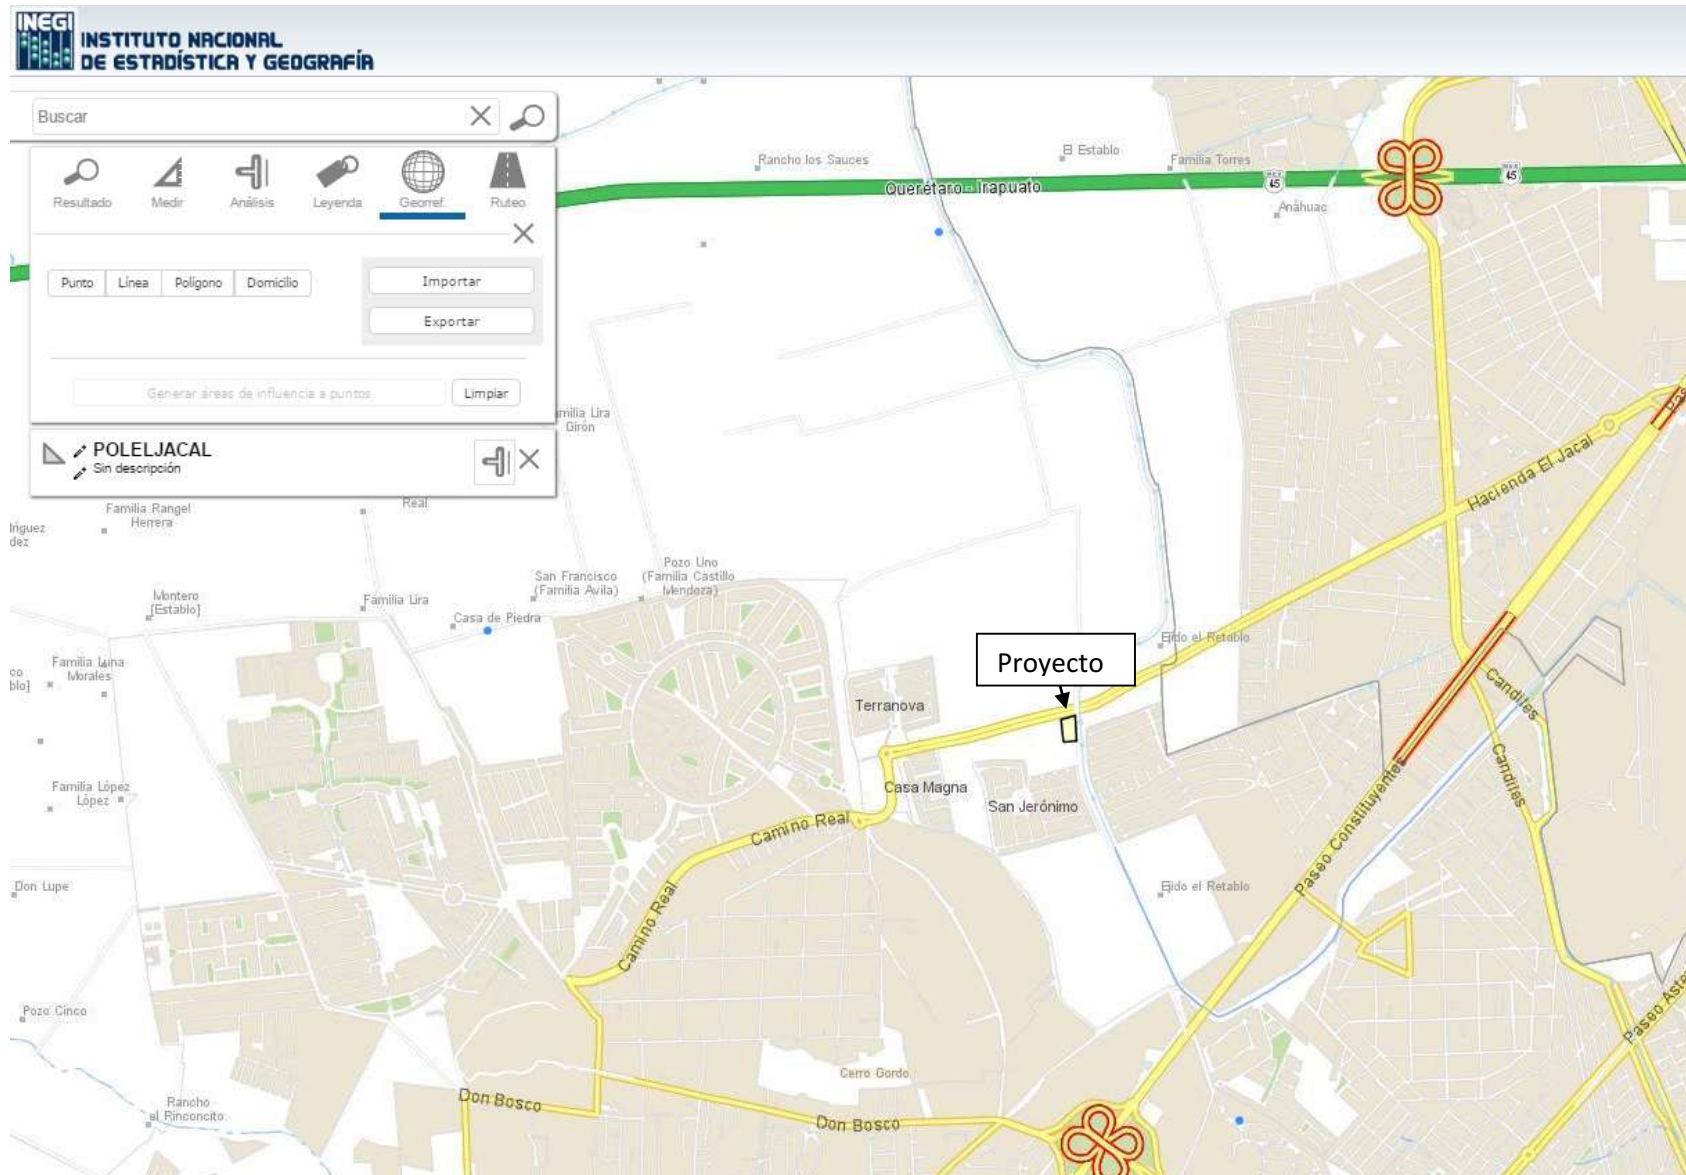 INEGI
INSTITUTO NACIONAL
DE ESTADÍSTICA Y GEOGRAFÍA
Buscar
Resultado
Medir
Análisis
Leyenda
Georref.
Ruteo
Punto
Línea
Polígono
Domicilio
Importar
Exportar
Generar áreas de influencia a puntos
Limpiar
POLELJACAL
Sin descripción
Rancho los Sauces
El Establo
Familia Torres
Querétaro - Irapuato
45
45
Anáhuac
milia Lira
Girón
Real
Familia Rangel
Herrera
Hacienda El Jacal
Pozo Uno
(Familia Castillo
Mendoza)
San Francisco
(Familia Avila)
Montero
[Establo]
Familia Lira
Casa de Piedra
Ejido el Retablo
Proyecto
Familia Luna
Morales
Terranova
Candiles
Candiles
Familia López
López
Casa Magna
San Jerónimo
Camino Real
Camino Real
Paseo Constituyentes
Don Lupe
Ejido el Retablo
Pozo Cinco
Paseo Aste
Cerro Gordo
Rancho
el Rinconcito
Don Bosco
Don Bosco